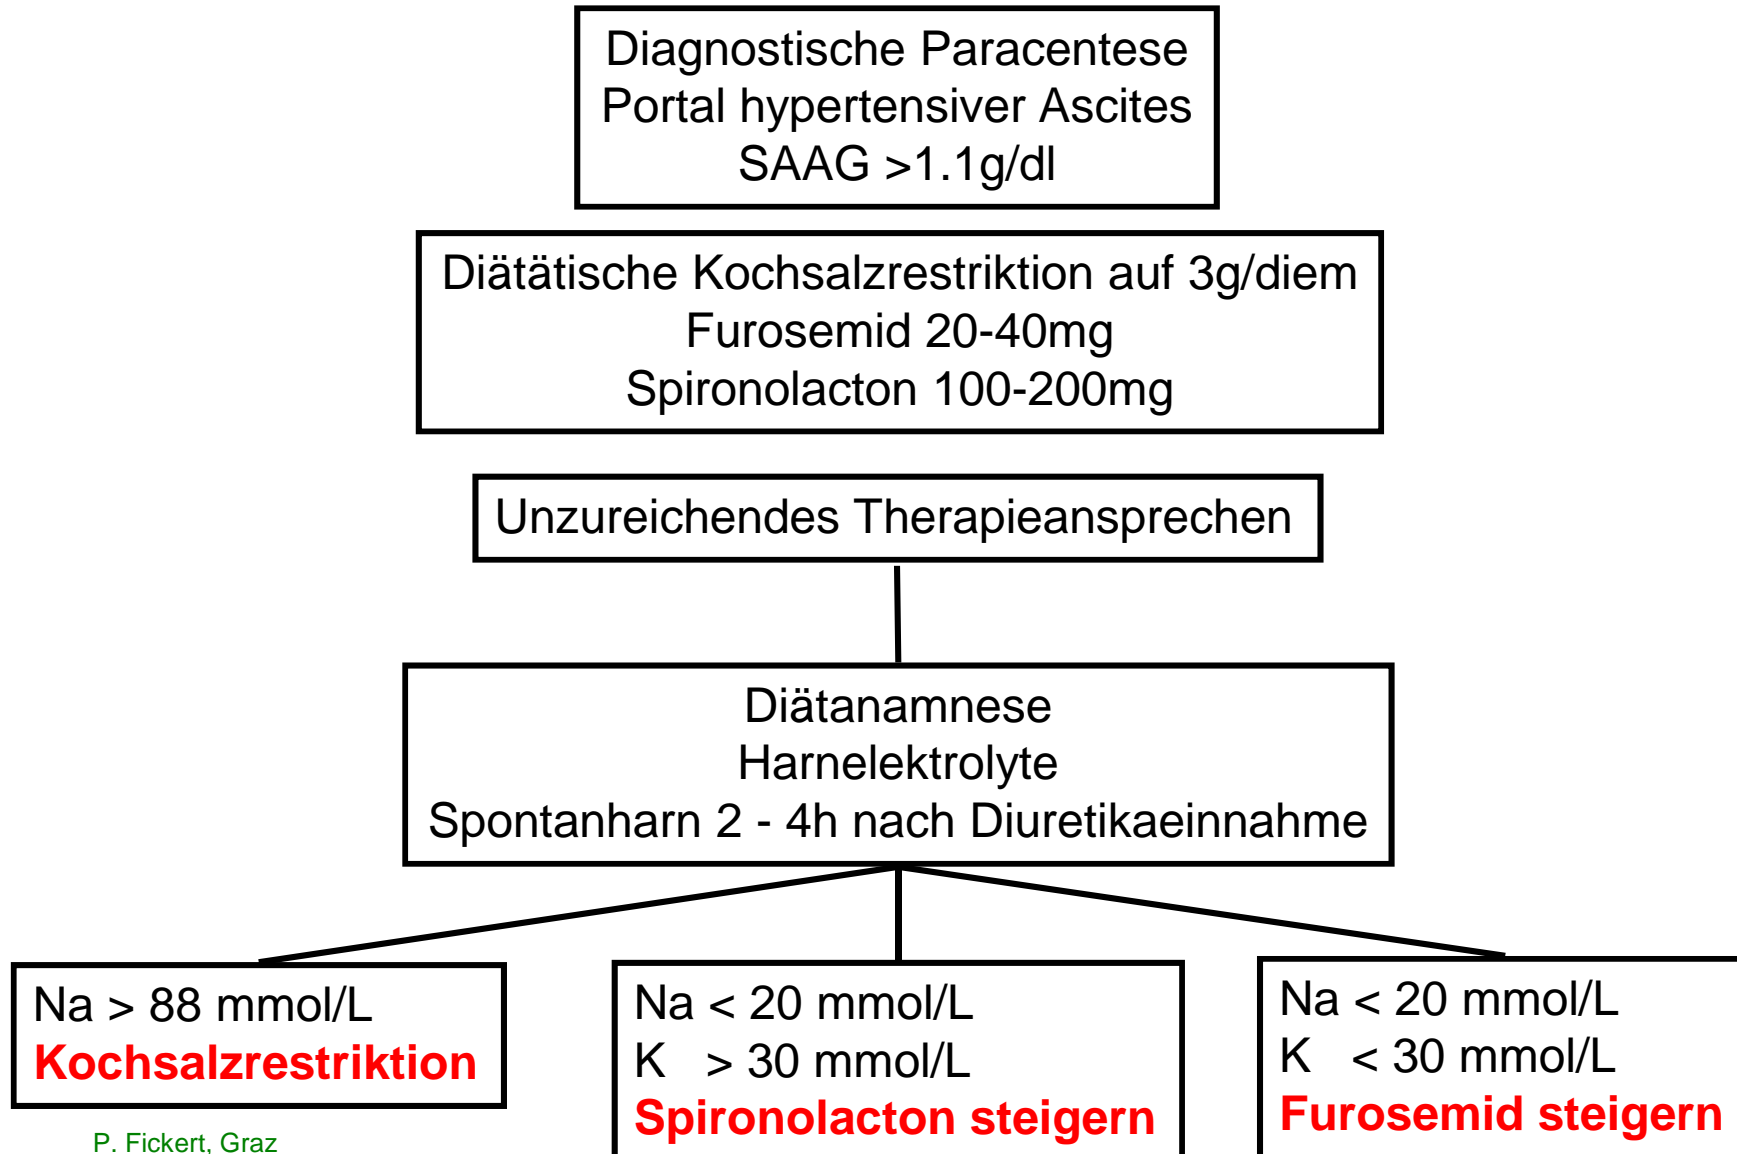 Diagnostische Paracentese
Portal hypertensiver Ascites
SAAG >1.1g/dl
Diätätische Kochsalzrestriktion auf 3g/diem
Furosemid 20-40mg
Spironolacton 100-200mg
Unzureichendes Therapieansprechen
Diätanamnese
Harnelektrolyte
Spontanharn 2 - 4h nach Diuretikaeinnahme
Na > 88 mmol/L
Kochsalzrestriktion
Na < 20 mmol/L
K > 30 mmol/L
Spironolacton steigern
Na < 20 mmol/L
K < 30 mmol/L
Furosemid steigern
P. Fickert, Graz